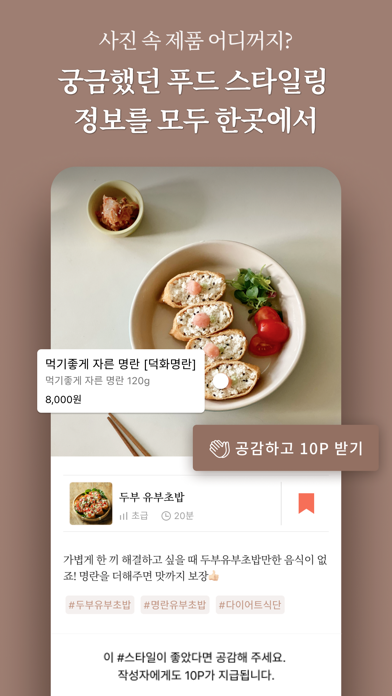 사진 속 제품 어디꺼지?
궁금했던 푸드 스타일링
정보를 모두 한곳에서
먹기좋게 자른 명란 [덕화명란]
먹기좋게 자른 명란 120g
8,000원
공감하고 10P 받기
두부 유부초밥
초급 20분
가볍게 한 끼 해결하고 싶을 때 두부유부초밥만한 음식이 없
죠! 명란을 더해주면 맛까지 보장👍🏻
#두부유부초밥 #명란유부초밥 #다이어트식단
이 #스타일이 좋았다면 공감해 주세요.
작성자에게도 10P가 지급됩니다.